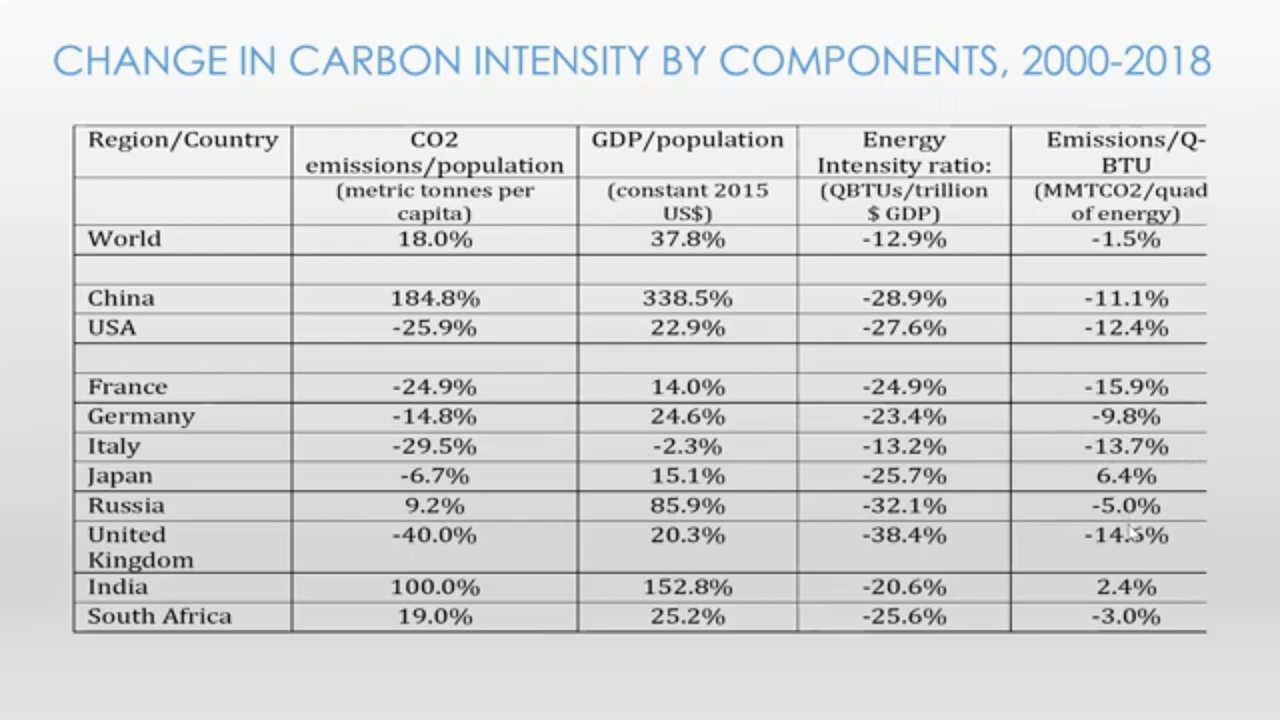 CHANGE IN CARBON INTENSITY BY COMPONENTS, 2000-2018
Region/Country CO2 emissions/population GDP/population Energy Intensity ratio: Emissions/Q-BTU
(metric tonnes per capita) (constant 2015 US$) (QBTUs/trillion $ GDP) (MMTCO2/quad of energy)
World 18.0% 37.8% -12.9% -1.5%
China 184.8% 338.5% -28.9% -11.1%
USA -25.9% 22.9% -27.6% -12.4%
France -24.9% 14.0% -24.9% -15.9%
Germany -14.8% 24.6% -23.4% -9.8%
Italy -29.5% -2.3% -13.2% -13.7%
Japan -6.7% 15.1% -25.7% 6.4%
Russia 9.2% 85.9% -32.1% -5.0%
United Kingdom -40.0% 20.3% -38.4%
India 100.0% 152.8% -20.6% 2.4%
South Africa 19.0% 25.2% -25.6% -3.0%